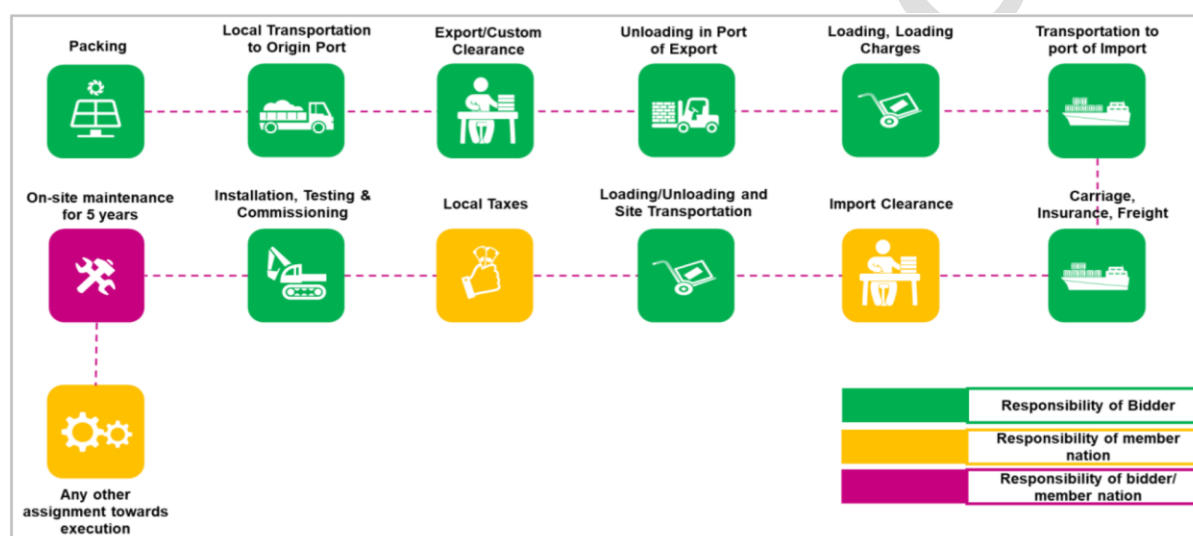 Packing
Local Transportation
to Origin Port
Export/Custom
Clearance
Unloading in Port
of Export
Loading, Loading
Charges
Transportation to
port of Import
On-site maintenance
for 5 years
Installation, Testing &
Commissioning
Local Taxes
Loading/Unloading and
Site Transportation
Import Clearance
Carriage,
Insurance, Freight
Any other
assignment towards
execution
Responsibility of Bidder
Responsibility of member
nation
Responsibility of bidder/
member nation